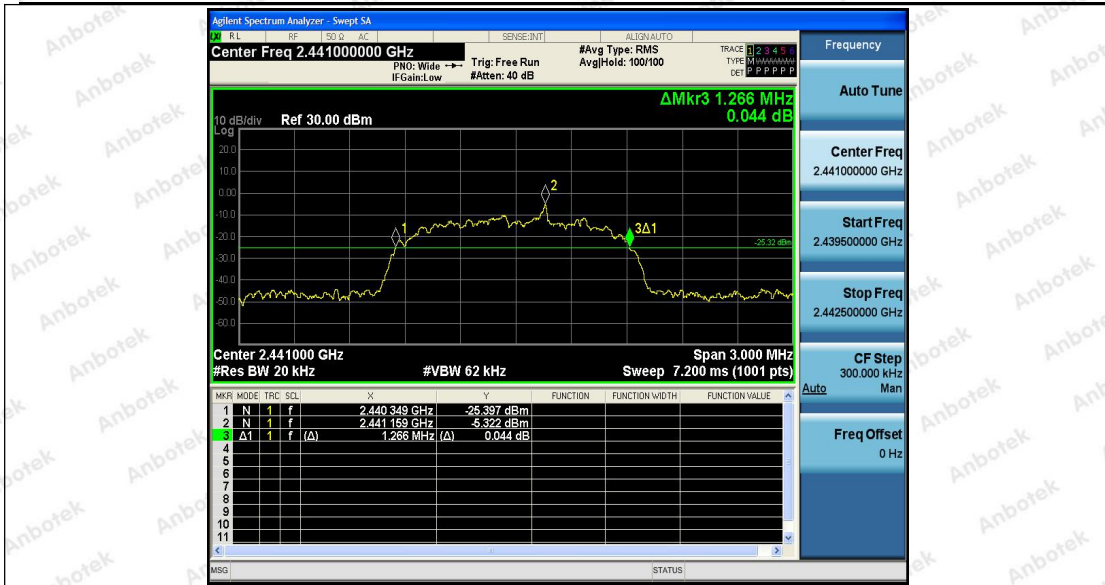 Agilent Spectrum Analyzer - Swept SA
RL RF 50 Ω AC SENSE:INT ALIGNAUTO
Center Freq 2.441000000 GHz
PNO: Wide
IFGain:Low
Trig: Free Run
#Atten: 40 dB
#Avg Type: RMS
Avg|Hold: 100/100
TRACE 1 2 3 4 5 6
TYPE M
DET P P P P P P
ΔMkr3 1.266 MHz
0.044 dB
10 dB/div Ref 30.00 dBm
Log
20.0
10.0
0.00
-10.0
-20.0
-30.0
-40.0
-50.0
-60.0
1
2
3Δ1
-25.32 dBm
Center 2.441000 GHz Span 3.000 MHz
#Res BW 20 kHz #VBW 62 kHz Sweep 7.200 ms (1001 pts)
MKR MODE TRC SCL X Y FUNCTION FUNCTION WIDTH FUNCTION VALUE
1 N 1 f 2.440 349 GHz -25.397 dBm
2 N 1 f 2.441 159 GHz -5.322 dBm
3 Δ1 1 f (Δ) 1.266 MHz (Δ) 0.044 dB
4
5
6
7
8
9
10
11
MSG STATUS
Frequency
Auto Tune
Center Freq
2.441000000 GHz
Start Freq
2.439500000 GHz
Stop Freq
2.442500000 GHz
CF Step
300.000 kHz
Auto Man
Freq Offset
0 Hz
Anbotek